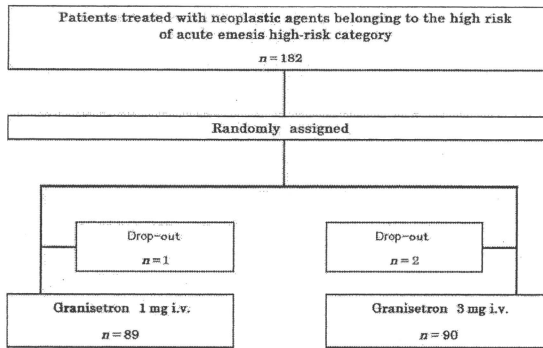 Patients treated with neoplastic agents belonging to the high risk
of acute emesis high-risk category
n=182
Randomly assigned
Drop-out
n=1
Drop-out
n=2
Granisetron 1 mg i.v.
n=89
Granisetron 3 mg i.v.
n=90